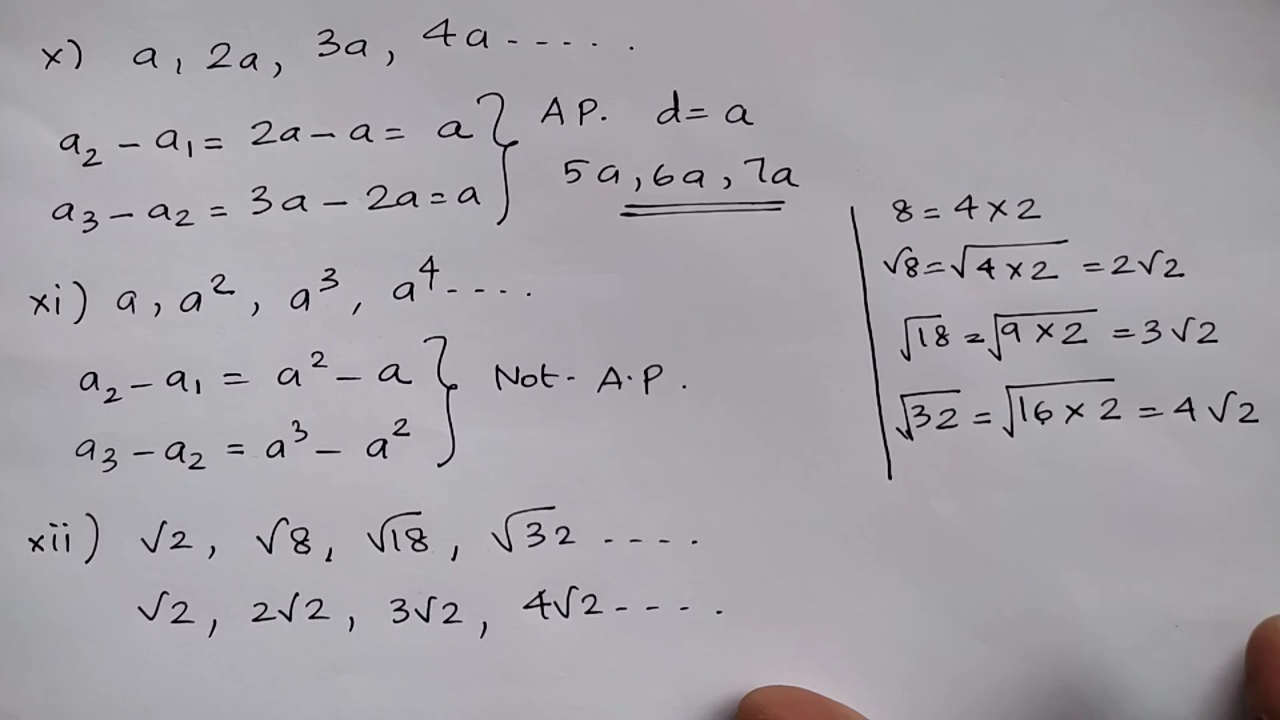 x) a, 2a, 3a, 4a - - - - .
a₂ - a₁ = 2a - a = a } A P. d = a
a₃ - a₂ = 3a - 2a = a } 5a, 6a, 7a
xi) a, a², a³, a⁴ - - - .
a₂ - a₁ = a² - a } Not - A.P.
a₃ - a₂ = a³ - a²
xii) √2, √8, √18, √32 - - - - .
√2, 2√2, 3√2, 4√2 - - - - .
8 = 4 × 2
√8 = √4 × 2 = 2√2
√18 = √9 × 2 = 3√2
√32 = √16 × 2 = 4√2